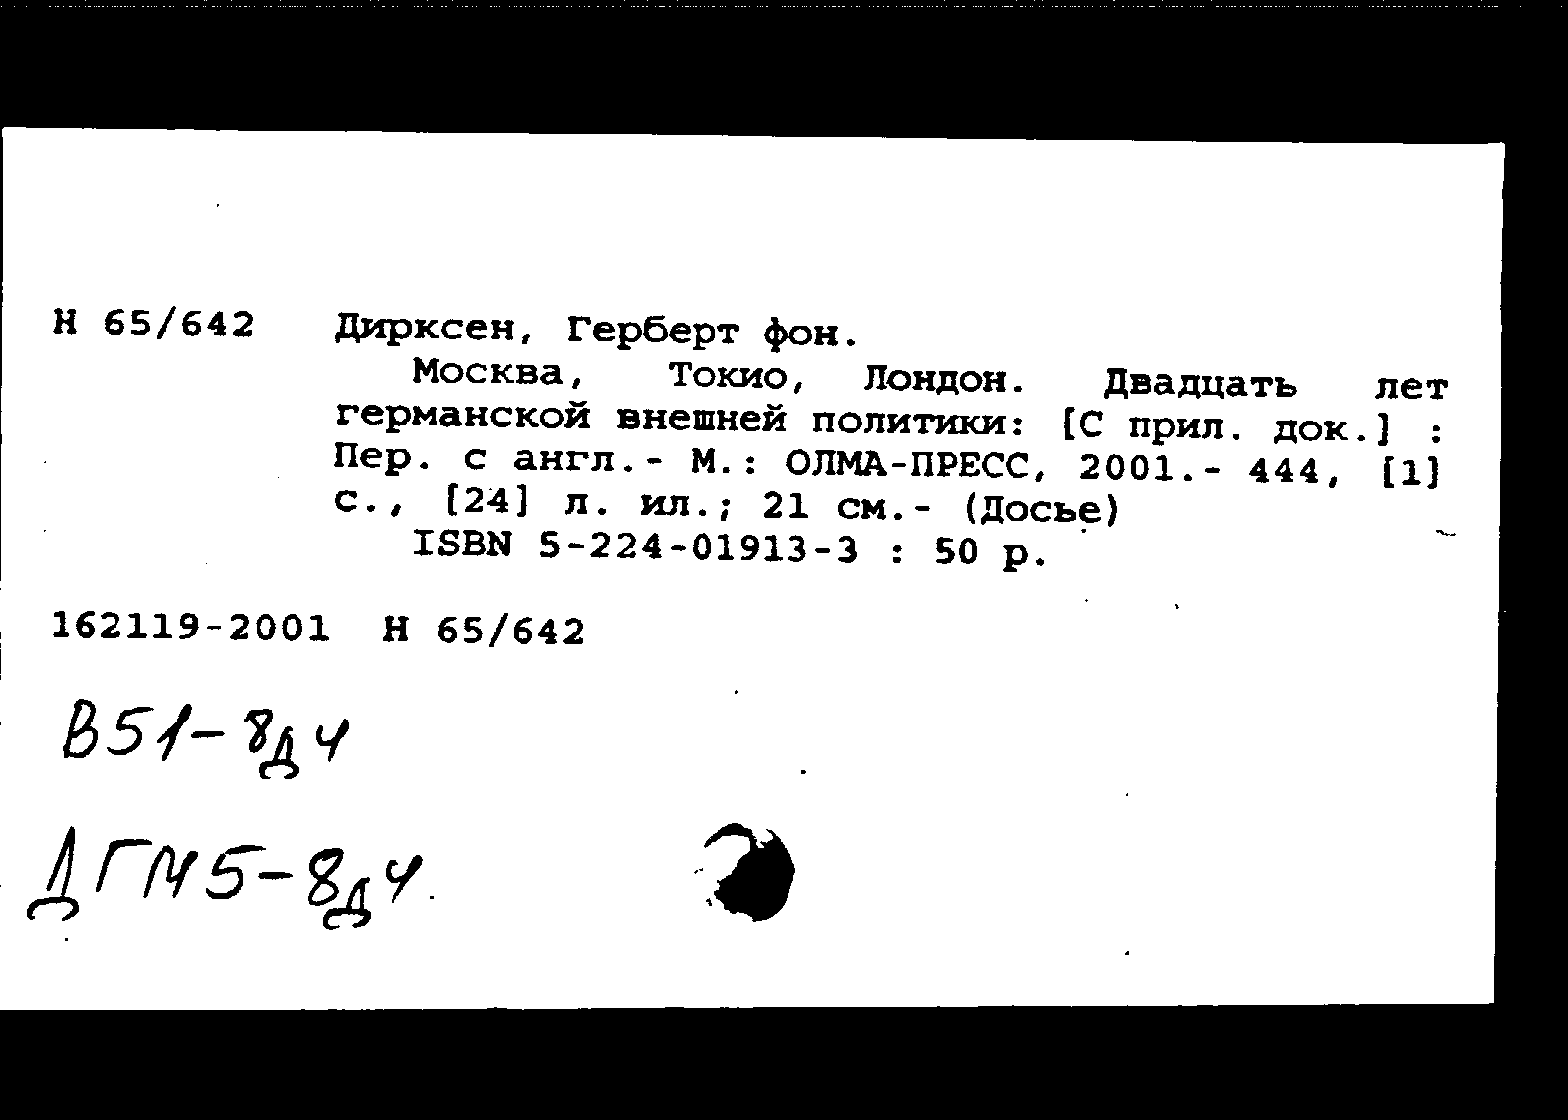 Н 65/642 Дирксен, Герберт фон.
Москва, Токио, Лондон. Двадцать лет
германской внешней политики: [С прил. док.] :
Пер. с англ.- М.: ОЛМА-ПРЕСС, 2001.- 444, [1]
с., [24] л. ил.; 21 см.- (Досье)
ISBN 5-224-01913-3 : 50 р.
162119-2001 Н 65/642
В51-8д4
ДГМ5-8д4